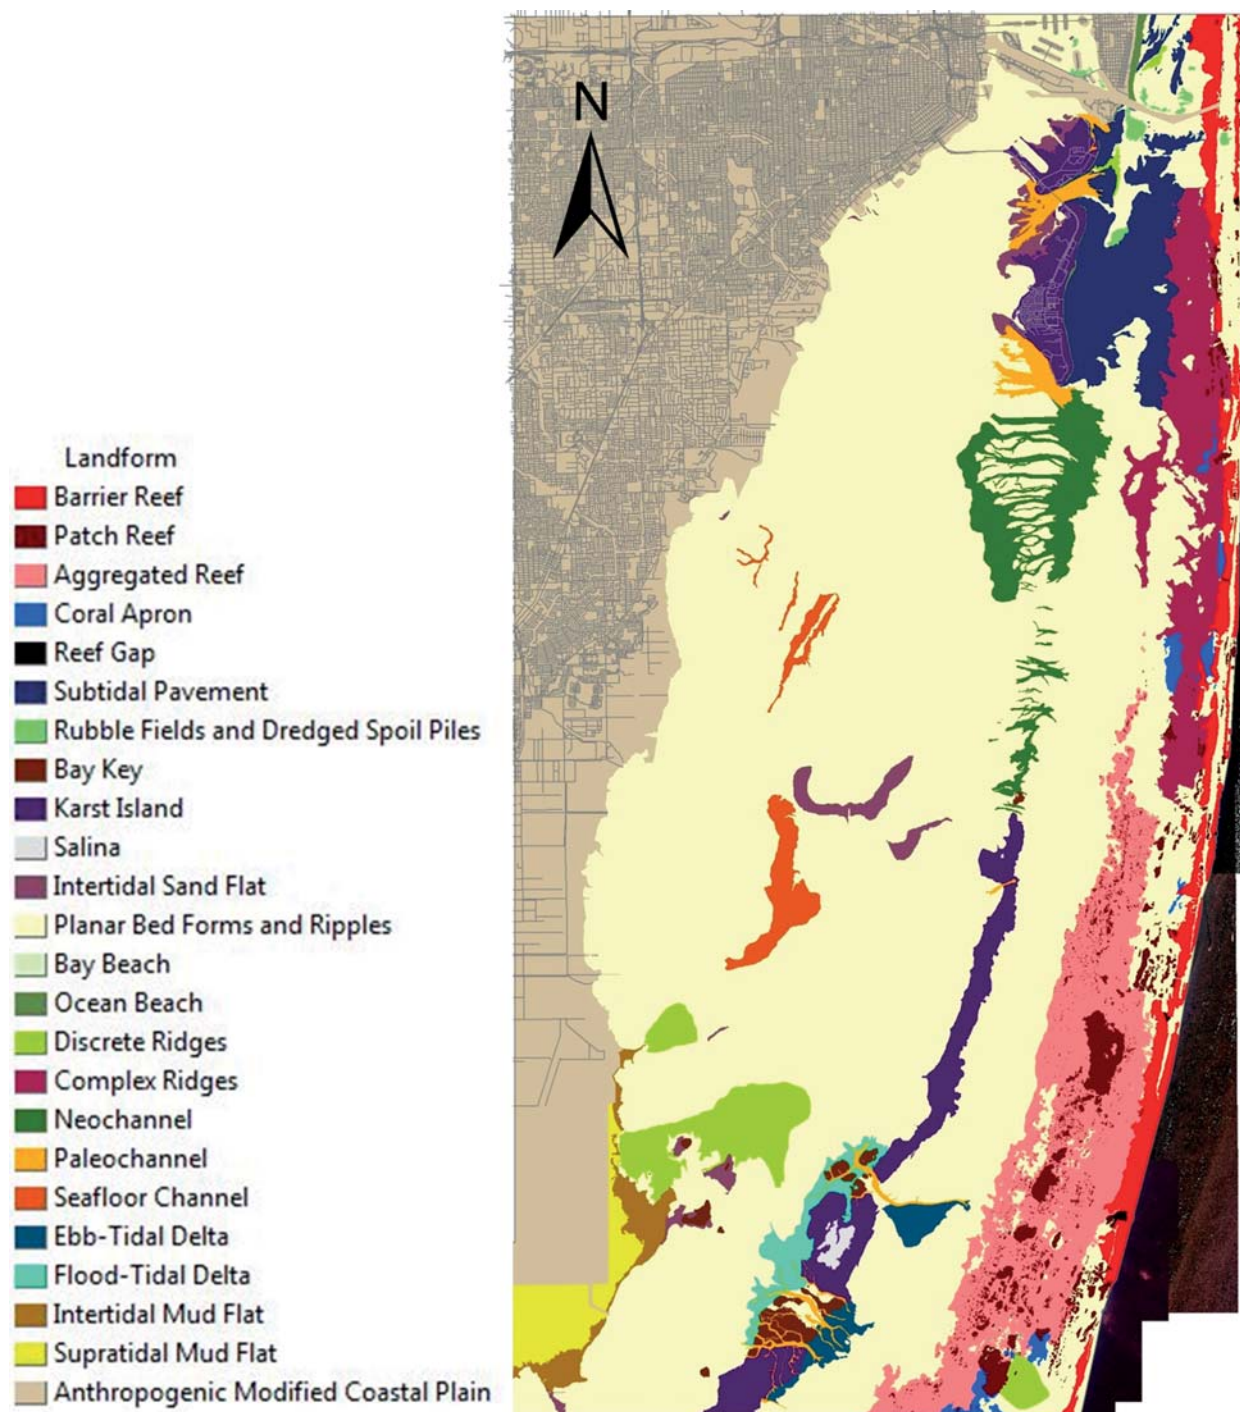 N
Landform
Barrier Reef
Patch Reef
Aggregated Reef
Coral Apron
Reef Gap
Subtidal Pavement
Rubble Fields and Dredged Spoil Piles
Bay Key
Karst Island
Salina
Intertidal Sand Flat
Planar Bed Forms and Ripples
Bay Beach
Ocean Beach
Discrete Ridges
Complex Ridges
Neochannel
Paleochannel
Seafloor Channel
Ebb-Tidal Delta
Flood-Tidal Delta
Intertidal Mud Flat
Supratidal Mud Flat
Anthropogenic Modified Coastal Plain